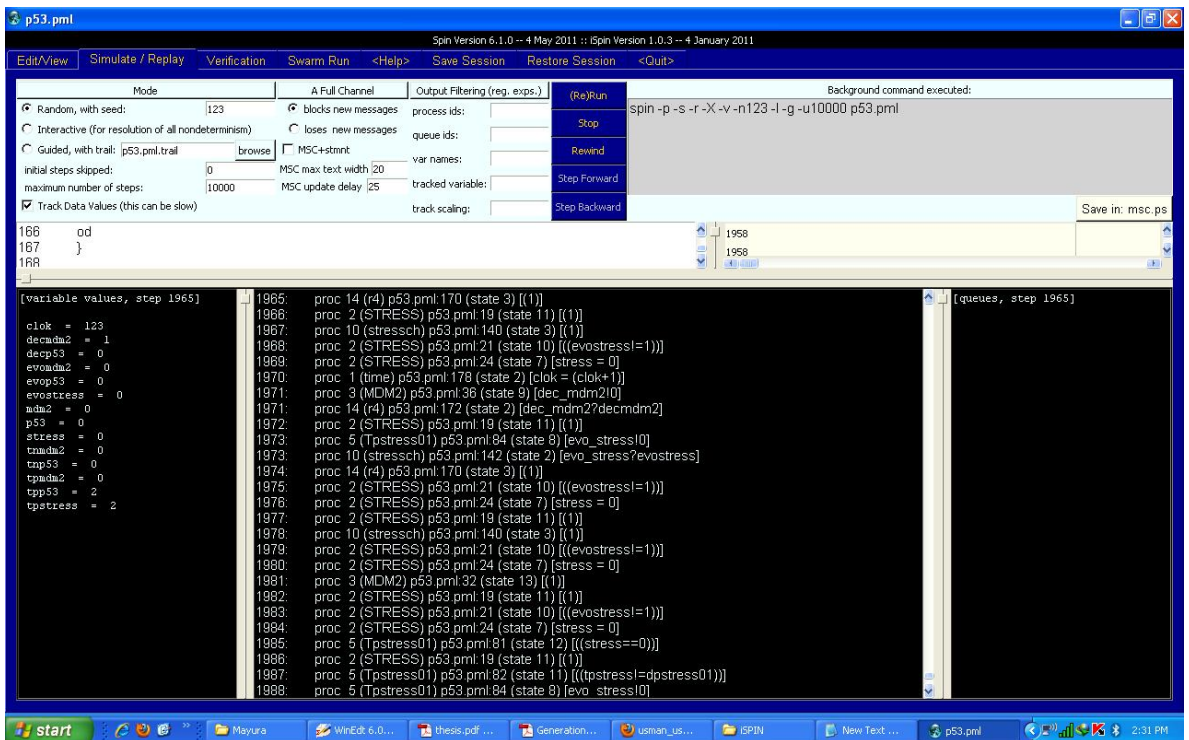 p53.pml
Spin Version 6.1.0 -- 4 May 2011 :: iSpin Version 1.0.3 -- 4 January 2011
Edit/View Simulate / Replay Verification Swarm Run <Help> Save Session Restore Session <Quit>
Mode A Full Channel Output Filtering (reg. exps.) (Re)Run Background command executed:
Random, with seed: 123 blocks new messages process ids: spin -p -s -r -X -v -n123 -l -g -u10000 p53.pml
Interactive (for resolution of all nondeterminism) loses new messages queue ids: Stop
Guided, with trail: p53.pml.trail browse MSC+stmnt var names: Rewind
initial steps skipped: 0 MSC max text width 20 tracked variable: Step Forward
maximum number of steps: 10000 MSC update delay 25
Track Data Values (this can be slow) track scaling: Step Backward Save in: msc.ps
166 od
167 }
168
1958
1958
[variable values, step 1965]
clok = 123
decmdm2 = 1
decp53 = 0
evomdm2 = 0
evop53 = 0
evostress = 0
mdm2 = 0
p53 = 0
stress = 0
tnmdm2 = 0
tnp53 = 0
tpmdm2 = 0
tpp53 = 2
tpstress = 2
1965: proc 14 (r4) p53.pml:170 (state 3) [(1)]
1966: proc 2 (STRESS) p53.pml:19 (state 11) [(1)]
1967: proc 10 (stressch) p53.pml:140 (state 3) [(1)]
1968: proc 2 (STRESS) p53.pml:21 (state 10) [((evostress!=1))]
1969: proc 2 (STRESS) p53.pml:24 (state 7) [stress = 0]
1970: proc 1 (time) p53.pml:178 (state 2) [clok = (clok+1)]
1971: proc 3 (MDM2) p53.pml:36 (state 9) [dec_mdm2!0]
1971: proc 14 (r4) p53.pml:172 (state 2) [dec_mdm2?decmdm2]
1972: proc 2 (STRESS) p53.pml:19 (state 11) [(1)]
1973: proc 5 (Tpstress01) p53.pml:84 (state 8) [evo_stress!0]
1973: proc 10 (stressch) p53.pml:142 (state 2) [evo_stress?evostress]
1974: proc 14 (r4) p53.pml:170 (state 3) [(1)]
1975: proc 2 (STRESS) p53.pml:21 (state 10) [((evostress!=1))]
1976: proc 2 (STRESS) p53.pml:24 (state 7) [stress = 0]
1977: proc 2 (STRESS) p53.pml:19 (state 11) [(1)]
1978: proc 10 (stressch) p53.pml:140 (state 3) [(1)]
1979: proc 2 (STRESS) p53.pml:21 (state 10) [((evostress!=1))]
1980: proc 2 (STRESS) p53.pml:24 (state 7) [stress = 0]
1981: proc 3 (MDM2) p53.pml:32 (state 13) [(1)]
1982: proc 2 (STRESS) p53.pml:19 (state 11) [(1)]
1983: proc 2 (STRESS) p53.pml:21 (state 10) [((evostress!=1))]
1984: proc 2 (STRESS) p53.pml:24 (state 7) [stress = 0]
1985: proc 5 (Tpstress01) p53.pml:81 (state 12) [((stress==0))]
1986: proc 2 (STRESS) p53.pml:19 (state 11) [(1)]
1987: proc 5 (Tpstress01) p53.pml:82 (state 11) [((tpstress!=dpstress01))]
1988: proc 5 (Tpstress01) p53.pml:84 (state 8) [evo_stress!0]
[queues, step 1965]
start Mayura WinEdt 6.0... thesis.pdf ... Generation... usman_us... iSPIN New Text ... p53.pml 2:31 PM